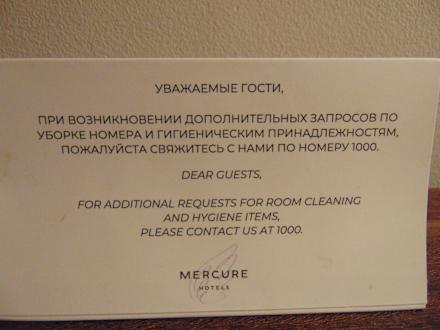 УВАЖАЕМЫЕ ГОСТИ,
ПРИ ВОЗНИКНОВЕНИИ ДОПОЛНИТЕЛЬНЫХ ЗАПРОСОВ ПО
УБОРКЕ НОМЕРА И ГИГИЕНИЧЕСКИМ ПРИНАДЛЕЖНОСТЯМ,
ПОЖАЛУЙСТА СВЯЖИТЕСЬ С НАМИ ПО НОМЕРУ 1000.
DEAR GUESTS,
FOR ADDITIONAL REQUESTS FOR ROOM CLEANING
AND HYGIENE ITEMS,
PLEASE CONTACT US AT 1000.
MERCURE
HOTELS